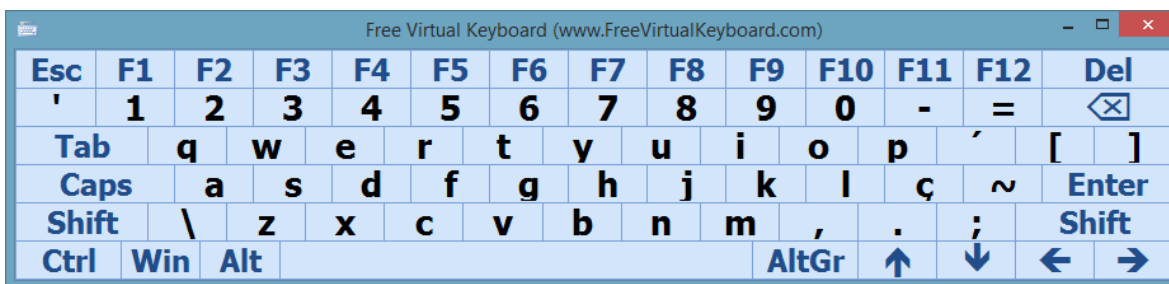 Free Virtual Keyboard (www.FreeVirtualKeyboard.com)
Esc F1 F2 F3 F4 F5 F6 F7 F8 F9 F10 F11 F12 Del
' 1 2 3 4 5 6 7 8 9 0 - =
Tab q w e r t y u i o p ´ [ ]
Caps a s d f g h j k l ç ~ Enter
Shift \ z x c v b n m , . ; Shift
Ctrl Win Alt AltGr ↑ ↓ ← →